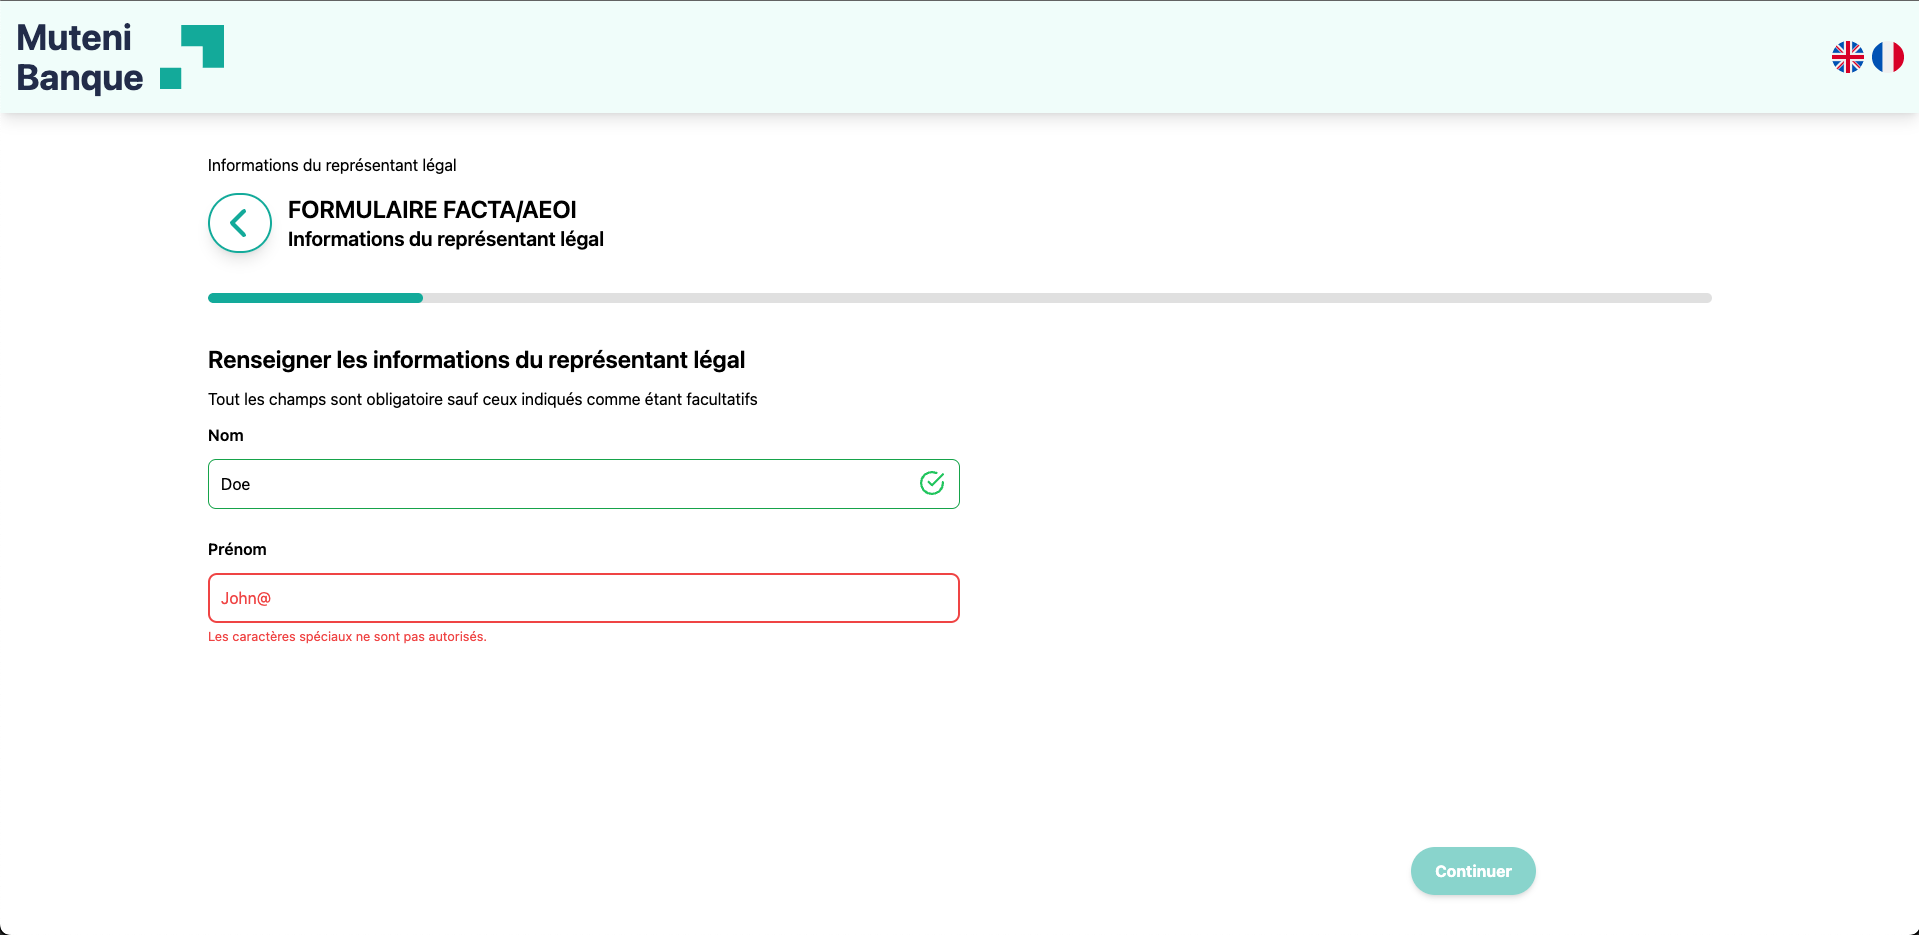 Muteni
Banque
Informations du représentant légal
FORMULAIRE FACTA/AEOI
Informations du représentant légal
Renseigner les informations du représentant légal
Tout les champs sont obligatoire sauf ceux indiqués comme étant facultatifs
Nom
Doe
Prénom
John@
Les caractères spéciaux ne sont pas autorisés.
Continuer